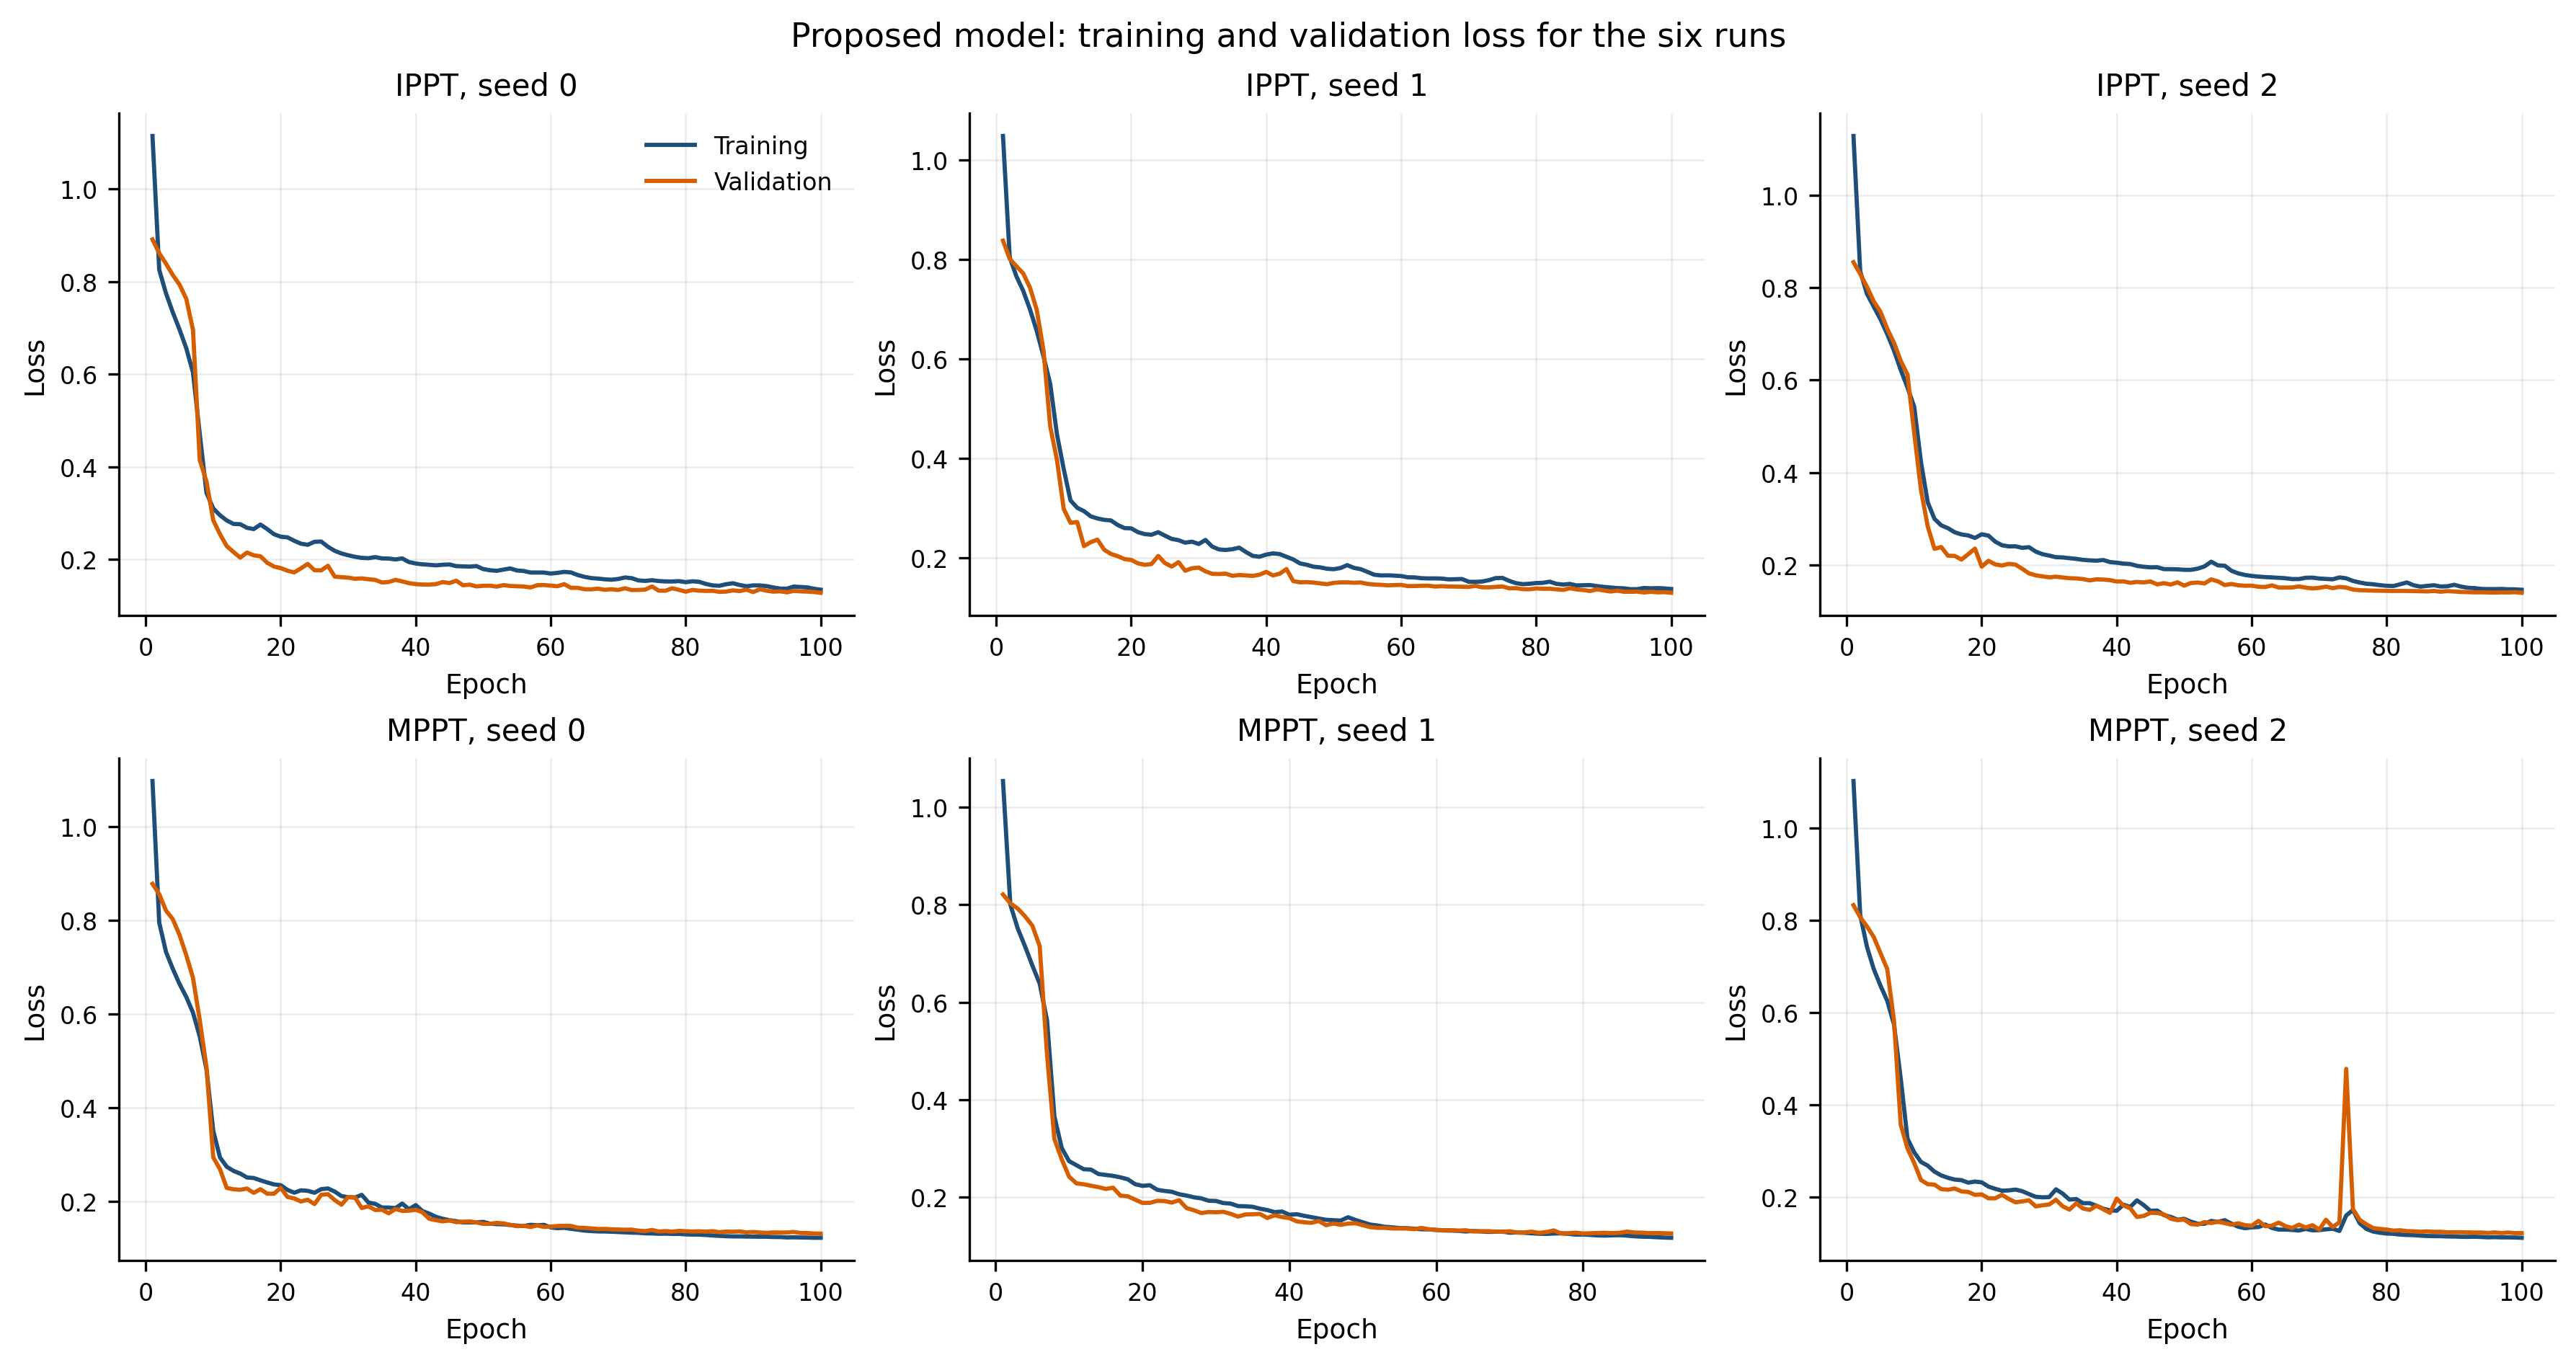 Proposed model: training and validation loss for the six runs
IPPT, seed 0
Training
Validation
1.0
0.8
0.6
0.4
0.2
Loss
0 20 40 60 80 100
Epoch
IPPT, seed 1
1.0
0.8
0.6
0.4
0.2
Loss
0 20 40 60 80 100
Epoch
IPPT, seed 2
1.0
0.8
0.6
0.4
0.2
Loss
0 20 40 60 80 100
Epoch
MPPT, seed 0
1.0
0.8
0.6
0.4
0.2
Loss
0 20 40 60 80 100
Epoch
MPPT, seed 1
1.0
0.8
0.6
0.4
0.2
Loss
0 20 40 60 80
Epoch
MPPT, seed 2
1.0
0.8
0.6
0.4
0.2
Loss
0 20 40 60 80 100
Epoch